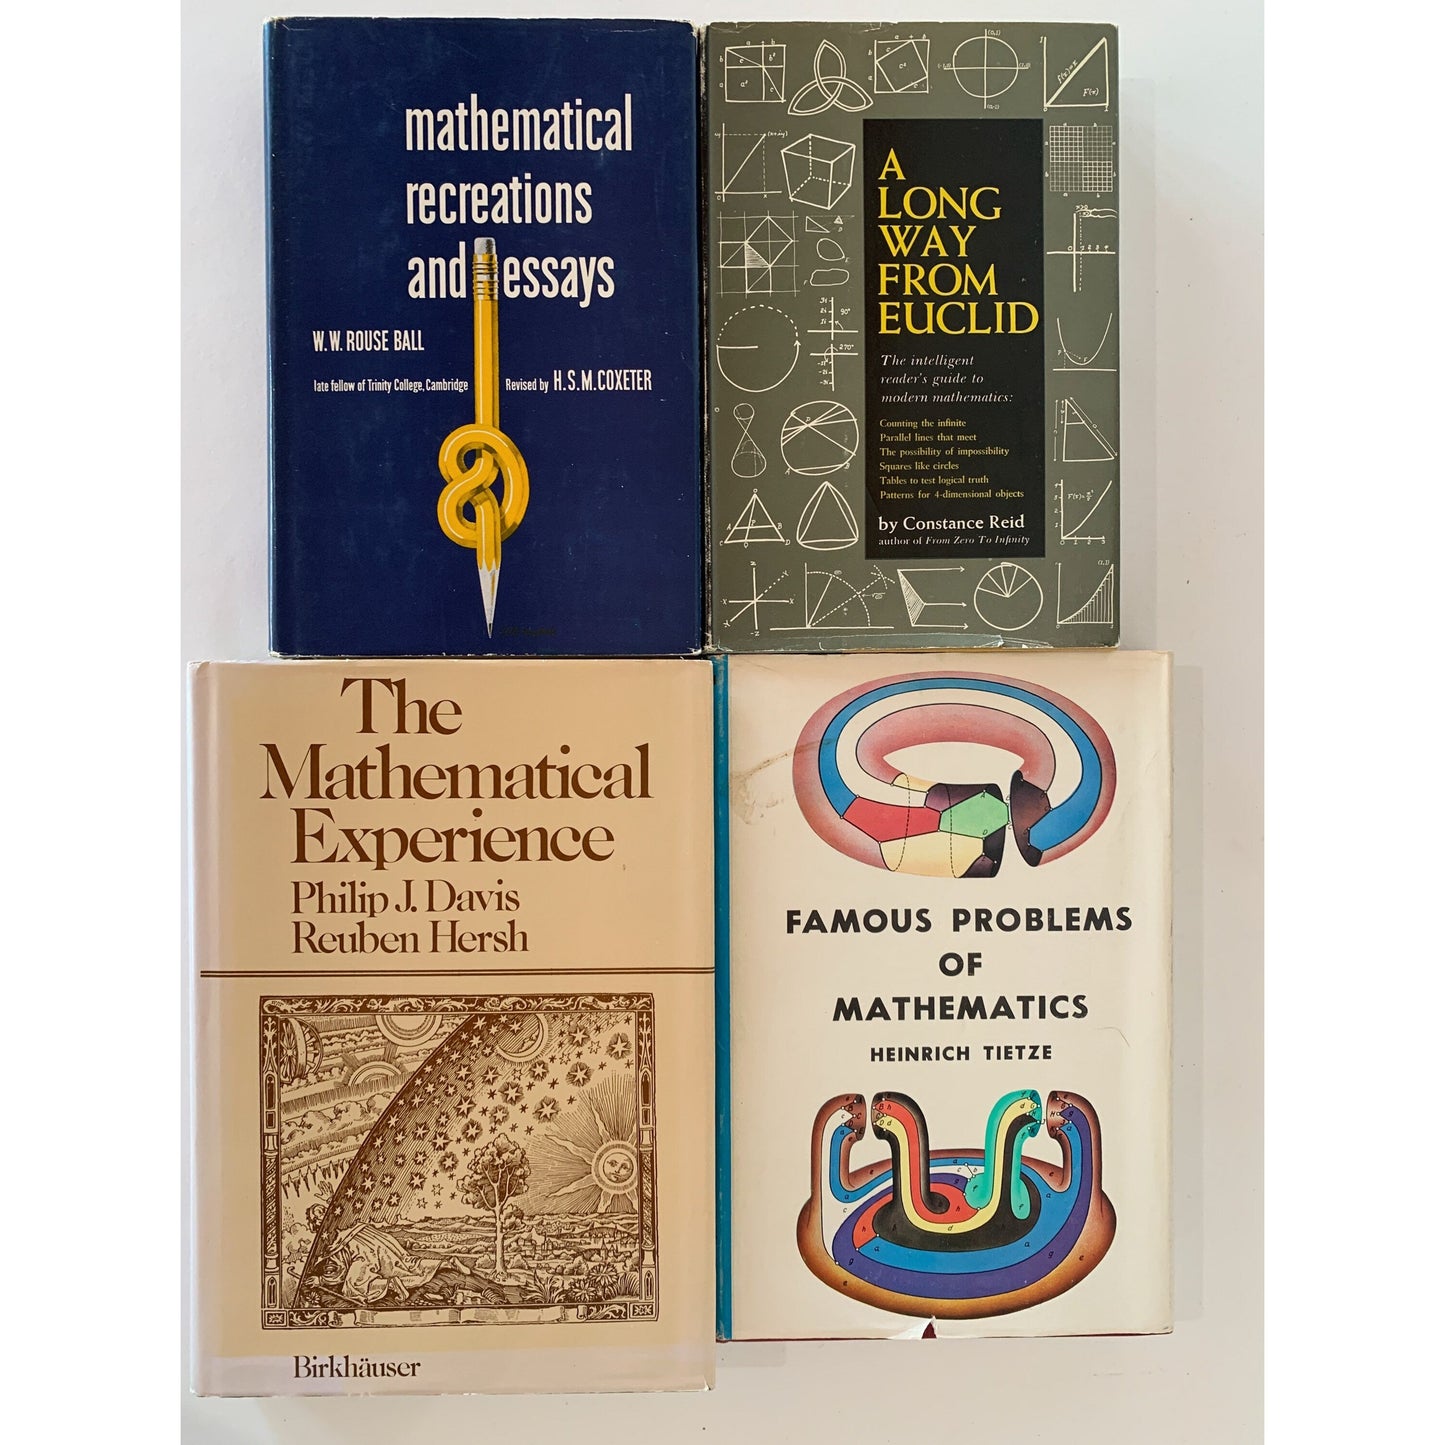 mathematical
recreations
and essays
W. W. ROUSE BALL
late fellow of Trinity College, Cambridge
Revised by H. S. M. COXETER
A
LONG
WAY
FROM
EUCLID
The intelligent
reader's guide to
modern mathematics:
Counting the infinite
Parallel lines that meet
The possibility of impossibility
Squares like circles
Tables to test logical truth
Patterns for 4-dimensional objects
by Constance Reid
author of From Zero To Infinity
The
Mathematical
Experience
Philip J. Davis
Reuben Hersh
Birkhäuser
FAMOUS PROBLEMS
OF
MATHEMATICS
HEINRICH TIETZE